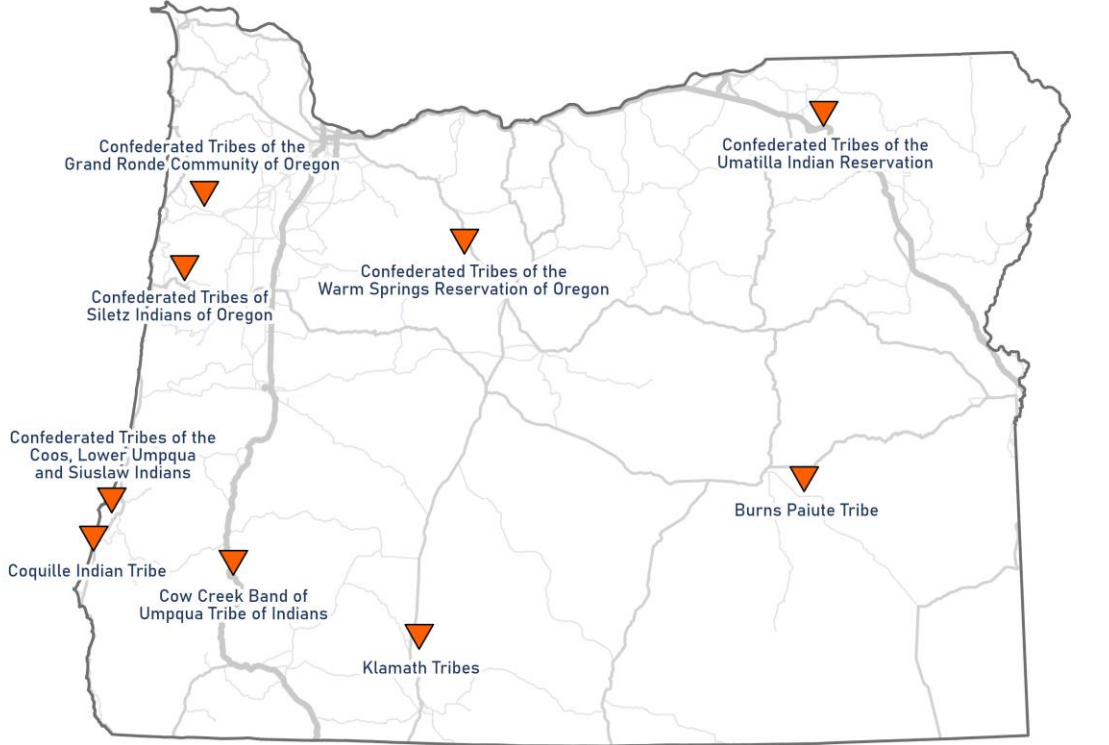 Confederated Tribes of the
Grand Ronde Community of Oregon
Confederated Tribes of the
Umatilla Indian Reservation
Confederated Tribes of the
Warm Springs Reservation of Oregon
Confederated Tribes of
Siletz Indians of Oregon
Confederated Tribes of the
Coos, Lower Umpqua
and Siuslaw Indians
Burns Paiute Tribe
Coquille Indian Tribe
Cow Creek Band of
Umpqua Tribe of Indians
Klamath Tribes